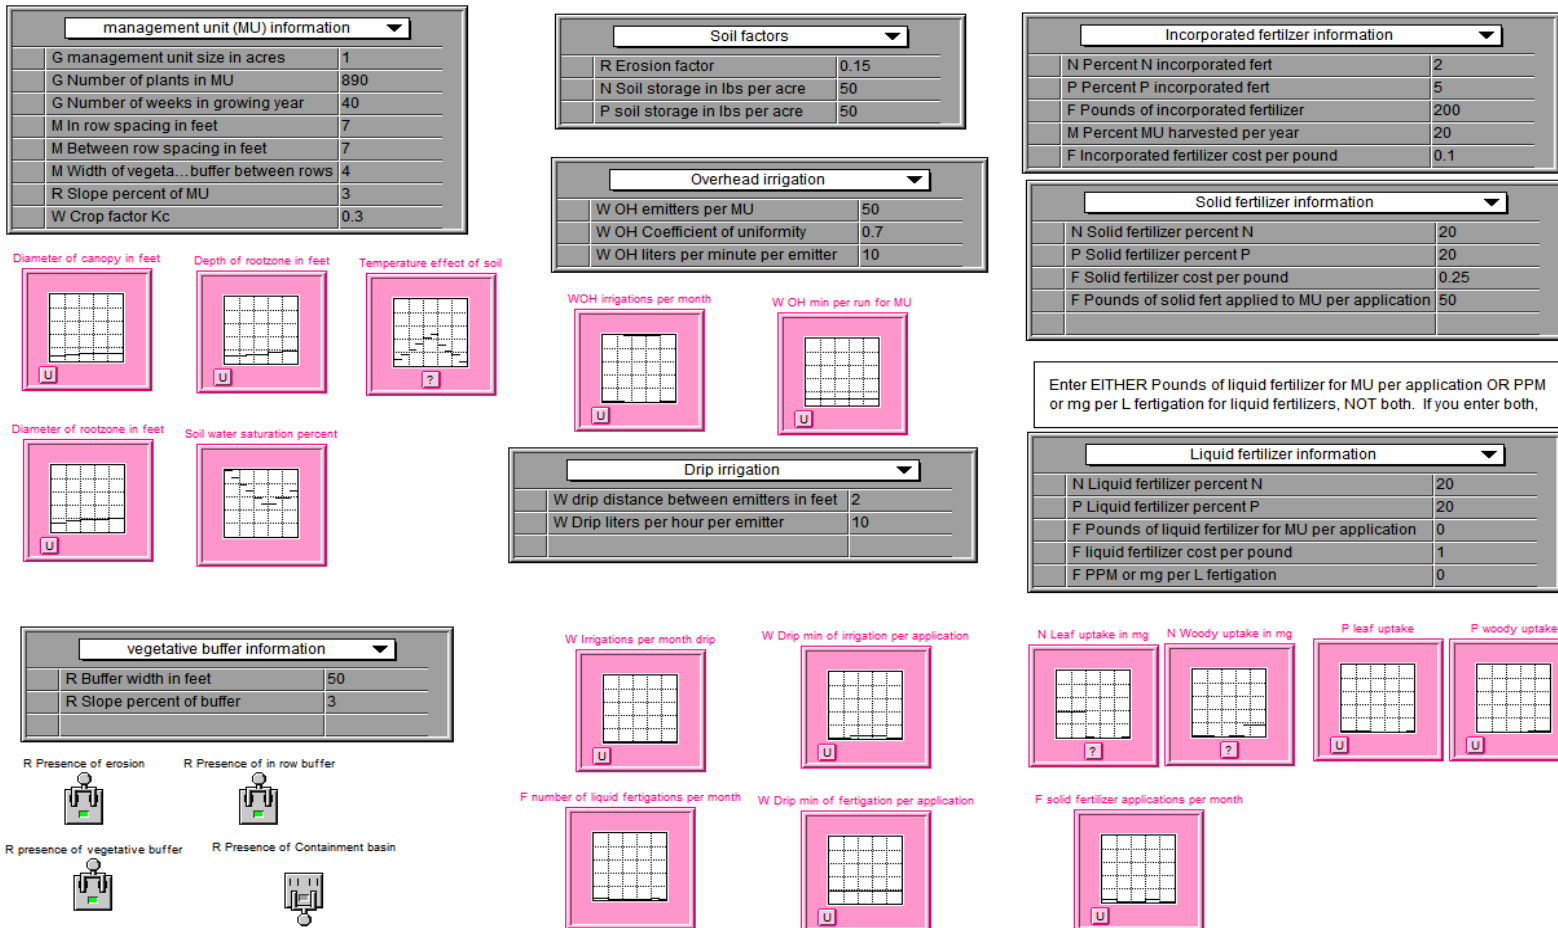 management unit (MU) information
G management unit size in acres 1
G Number of plants in MU 890
G Number of weeks in growing year 40
M In row spacing in feet 7
M Between row spacing in feet 7
M Width of vegeta...buffer between rows 4
R Slope percent of MU 3
W Crop factor Kc 0.3
Diameter of canopy in feet
Depth of rootzone in feet
Temperature effect of soil
U
U
?
Diameter of rootzone in feet
Soil water saturation percent
U
vegetative buffer information
R Buffer width in feet 50
R Slope percent of buffer 3
R Presence of erosion
R Presence of in row buffer
R presence of vegetative buffer
R Presence of Containment basin
Soil factors
R Erosion factor 0.15
N Soil storage in lbs per acre 50
P soil storage in lbs per acre 50
Overhead irrigation
W OH emitters per MU 50
W OH Coefficient of uniformity 0.7
W OH liters per minute per emitter 10
WOH irrigations per month
W OH min per run for MU
U
U
Drip irrigation
W drip distance between emitters in feet 2
W Drip liters per hour per emitter 10
W Irrigations per month drip
W Drip min of irrigation per application
U
U
F number of liquid fertigations per month
W Drip min of fertigation per application
U
Incorporated fertilzer information
N Percent N incorporated fert 2
P Percent P incorporated fert 5
F Pounds of incorporated fertilizer 200
M Percent MU harvested per year 20
F Incorporated fertilizer cost per pound 0.1
Solid fertilizer information
N Solid fertilizer percent N 20
P Solid fertilizer percent P 20
F Solid fertilizer cost per pound 0.25
F Pounds of solid fert applied to MU per application 50
Enter EITHER Pounds of liquid fertilizer for MU per application OR PPM
or mg per L fertigation for liquid fertilizers, NOT both. If you enter both,
Liquid fertilizer information
N Liquid fertilizer percent N 20
P Liquid fertilizer percent P 20
F Pounds of liquid fertilizer for MU per application 0
F liquid fertilizer cost per pound 1
F PPM or mg per L fertigation 0
N Leaf uptake in mg
N Woody uptake in mg
P leaf uptake
P woody uptake
?
?
U
U
F solid fertilizer applications per month
U